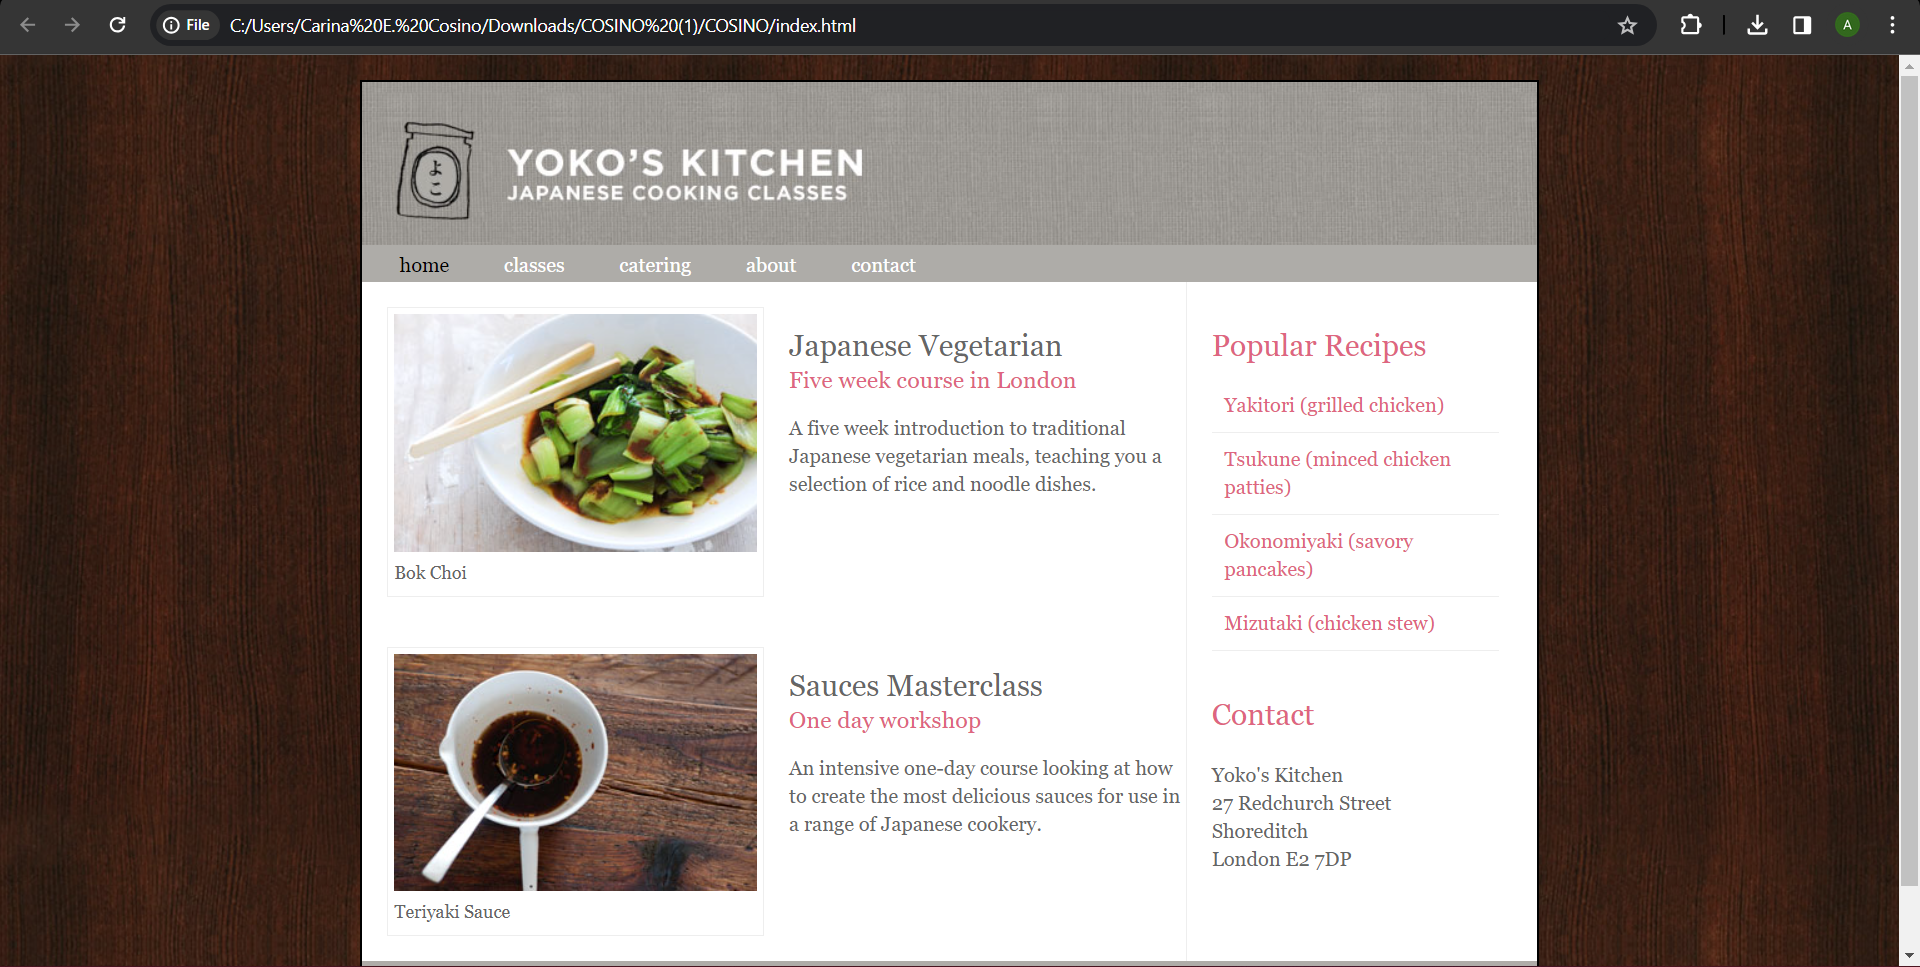 File C:/Users/Carina%20E.%20Cosino/Downloads/COSINO%20(1)/COSINO/index.html
A
よこ
YOKO'S KITCHEN
JAPANESE COOKING CLASSES
home classes catering about contact
Bok Choi
Japanese Vegetarian
Five week course in London
A five week introduction to traditional
Japanese vegetarian meals, teaching you a
selection of rice and noodle dishes.
Teriyaki Sauce
Sauces Masterclass
One day workshop
An intensive one-day course looking at how
to create the most delicious sauces for use in
a range of Japanese cookery.
Popular Recipes
Yakitori (grilled chicken)
Tsukune (minced chicken
patties)
Okonomiyaki (savory
pancakes)
Mizutaki (chicken stew)
Contact
Yoko's Kitchen
27 Redchurch Street
Shoreditch
London E2 7DP